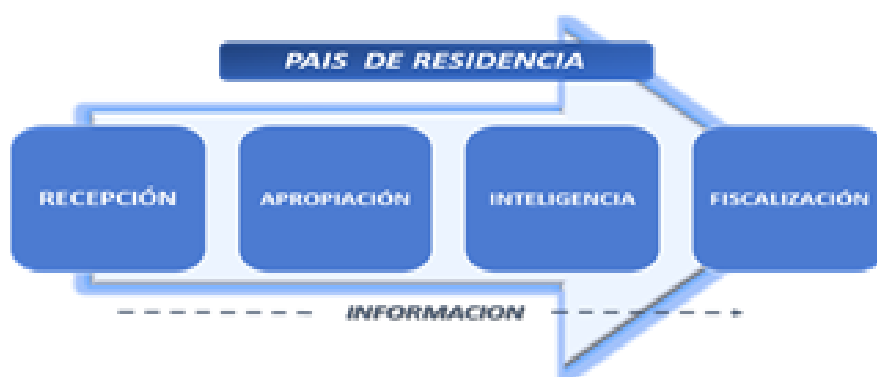 PAIS DE RESIDENCIA
RECEPCIÓN
APROPIACIÓN
INTELIGENCIA
FISCALIZACIÓN
INFORMACION